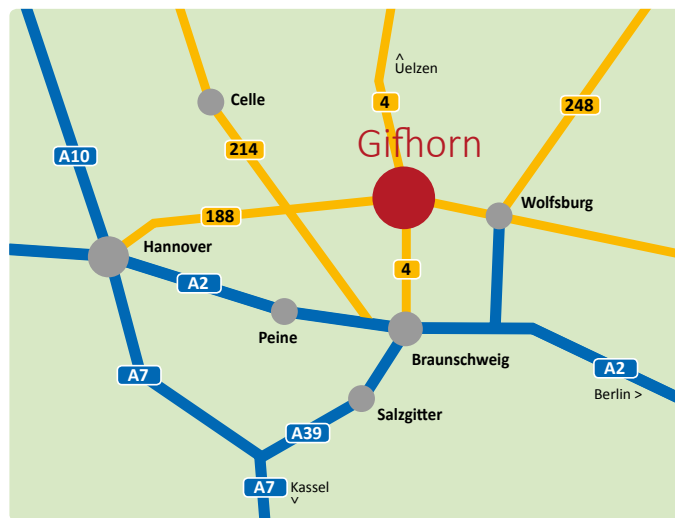 ^
Uelzen
Celle
4
248
Gifhorn
214
A10
188
Wolfsburg
Hannover
4
A2
Peine
Braunschweig
A2
A7
Berlin >
Salzgitter
A39
A7
Kassel
v